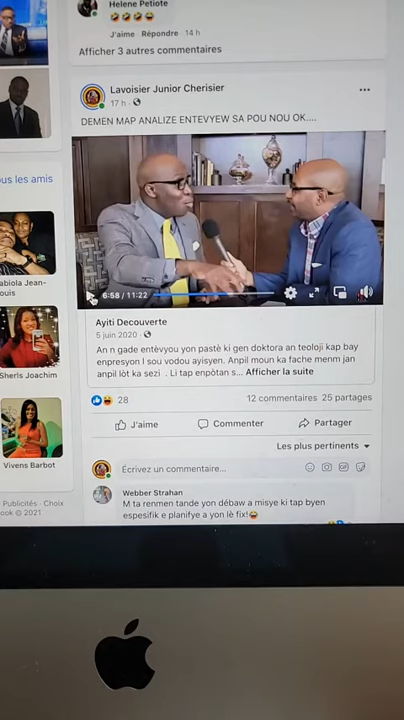 Helene Petiote
J'aime · Répondre · 14 h
Afficher 3 autres commentaires
Lavoisier Junior Cherisier
17 h ·
DEMEN MAP ANALIZE ENTEVYEW SA POU NOU OK....
6:58 / 11:22
Ayiti Decouverte
5 juin 2020 ·
An n gade entèvyou yon pastè ki gen doktora an teoloji kap bay
enpresyon l sou vodou ayisyen. Anpil moun ka fache menm jan
anpil lòt ka sezi . Li tap enpòtan s... Afficher la suite
28
12 commentaires 25 partages
J'aime
Commenter
Partager
Les plus pertinents
Écrivez un commentaire...
GIF
Webber Strahan
M ta renmen tande yon débaw a misye ki tap byen
espesifik e planifye a yon lè fix!
us les amis
abiola Jean-
ouis
Sherls Joachim
Vivens Barbot
Publicités · Choix
ook © 2021